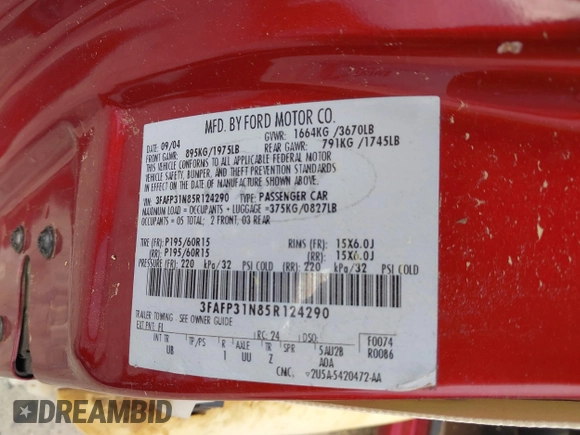 MFD. BY FORD MOTOR CO.
DATE: 09/04 GVWR: 1664KG /3670LB
FRONT GAWR: 895KG/1975LB REAR GAWR: 791KG /1745LB
THIS VEHICLE CONFORMS TO ALL APPLICABLE FEDERAL MOTOR
VEHICLE SAFETY, BUMPER, AND THEFT PREVENTION STANDARDS
IN EFFECT ON THE DATE OF MANUFACTURE SHOWN ABOVE.
VIN: 3FAFP31N85R124290 TYPE: PASSENGER CAR
MAXIMUM LOAD = OCCUPANTS + LUGGAGE =375KG/0827LB
OCCUPANTS = 05 TOTAL: 2 FRONT, 03 REAR
TIRE (FR): P195/60R15 RIMS (FR): 15X6.0J
(RR): P195/60R15 (RR): 15X6.0J
PRESSURE (FR): 220 kPa/32 PSI COLD (RR): 220 kPa/32 PSI COLD
3FAFP31N85R124290
TRAILER TOWING - SEE OWNER GUIDE
EXT PNT: FL RC: 24 DSO: F0074
INT TR TP/PS R AXLE TR SPR R0086
UB 1 UU Z 5AU2B
AOA
CMC. 2U5A-5420472-AA
DREAMBID